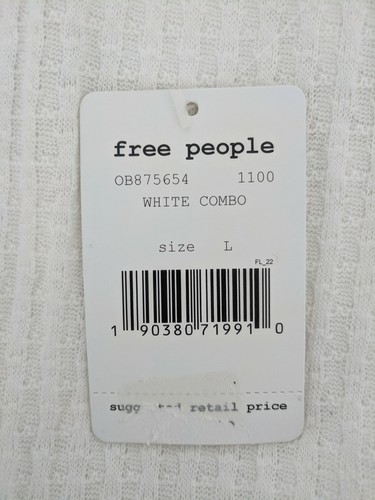 free people
OB875654 1100
WHITE COMBO
size L
FL_22
1 90380 71991 0
retail price